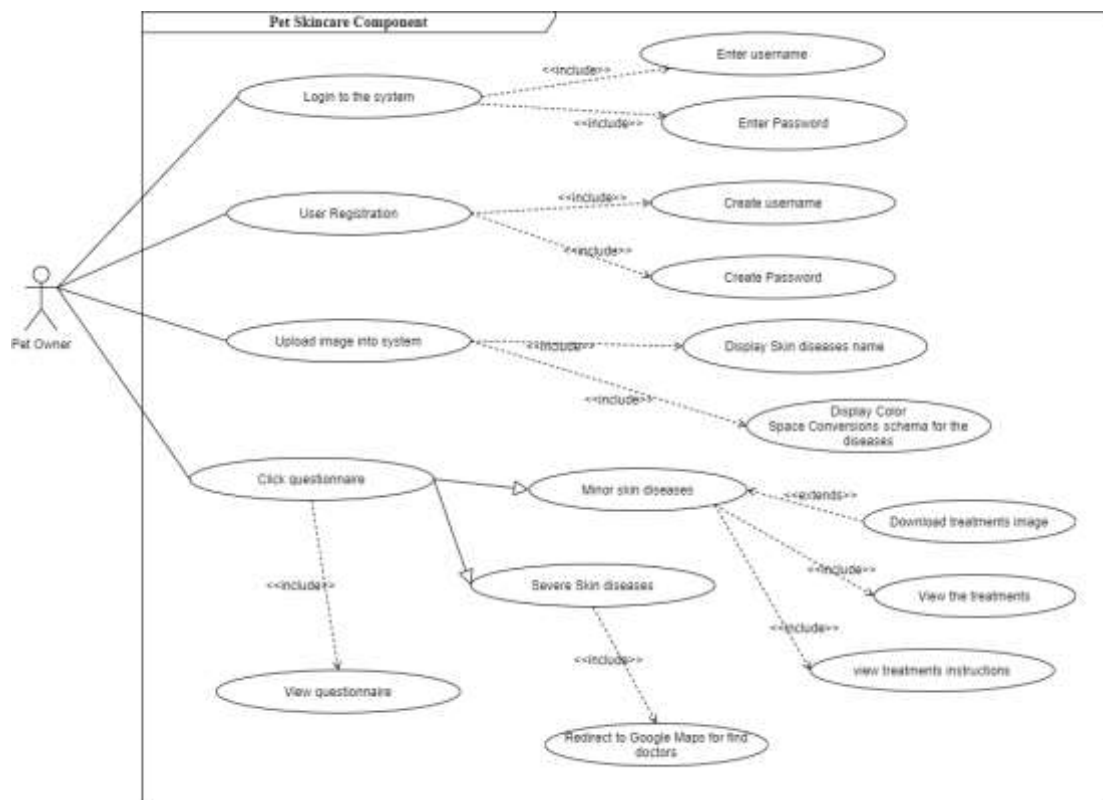 Pet Skincare Component
Enter username
<<include>>
Login to the system
<<include>>
Enter Password
<<include>>
Create username
User Registration
<<include>>
Create Password
Pet Owner
Upload image into system
<<include>>
Display Skin diseases name
<<include>>
Display Color
Space Conversions schema for the
diseases
Click questionnaire
Minor skin diseases
<<extends>>
Download treatments image
<<include>>
Severe Skin diseases
<<include>>
View the treatments
<<include>>
<<include>>
view treatments instructions
View questionnaire
Redirect to Google Maps for find
doctors